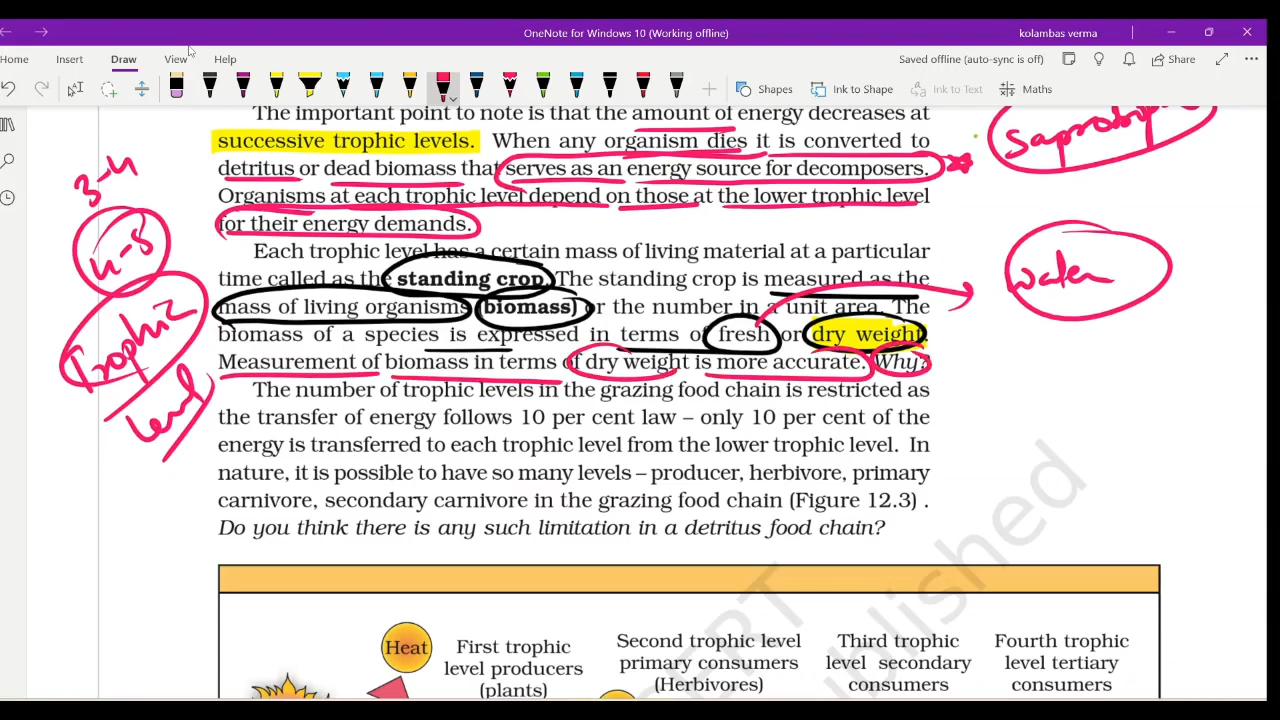 OneNote for Windows 10 (Working offline)
kolambas verma
Home Insert Draw View Help
Saved offline (auto-sync is off)
Share
Shapes
Ink to Shape
Ink to Text
Maths
The important point to note is that the amount of energy decreases at
successive trophic levels. When any organism dies it is converted to
detritus or dead biomass that serves as an energy source for decomposers.
Organisms at each trophic level depend on those at the lower trophic level
for their energy demands.
Each trophic level has a certain mass of living material at a particular
time called as the standing crop. The standing crop is measured as the
mass of living organisms (biomass) or the number in a unit area. The
biomass of a species is expressed in terms of fresh or dry weight.
Measurement of biomass in terms of dry weight is more accurate. Why?
The number of trophic levels in the grazing food chain is restricted as
the transfer of energy follows 10 per cent law – only 10 per cent of the
energy is transferred to each trophic level from the lower trophic level. In
nature, it is possible to have so many levels – producer, herbivore, primary
carnivore, secondary carnivore in the grazing food chain (Figure 12.3) .
Do you think there is any such limitation in a detritus food chain?
3-4
4-5
Trophic
level
water
Heat
First trophic
level producers
(plants)
Second trophic level
primary consumers
(Herbivores)
Third trophic
level secondary
consumers
Fourth trophic
level tertiary
consumers